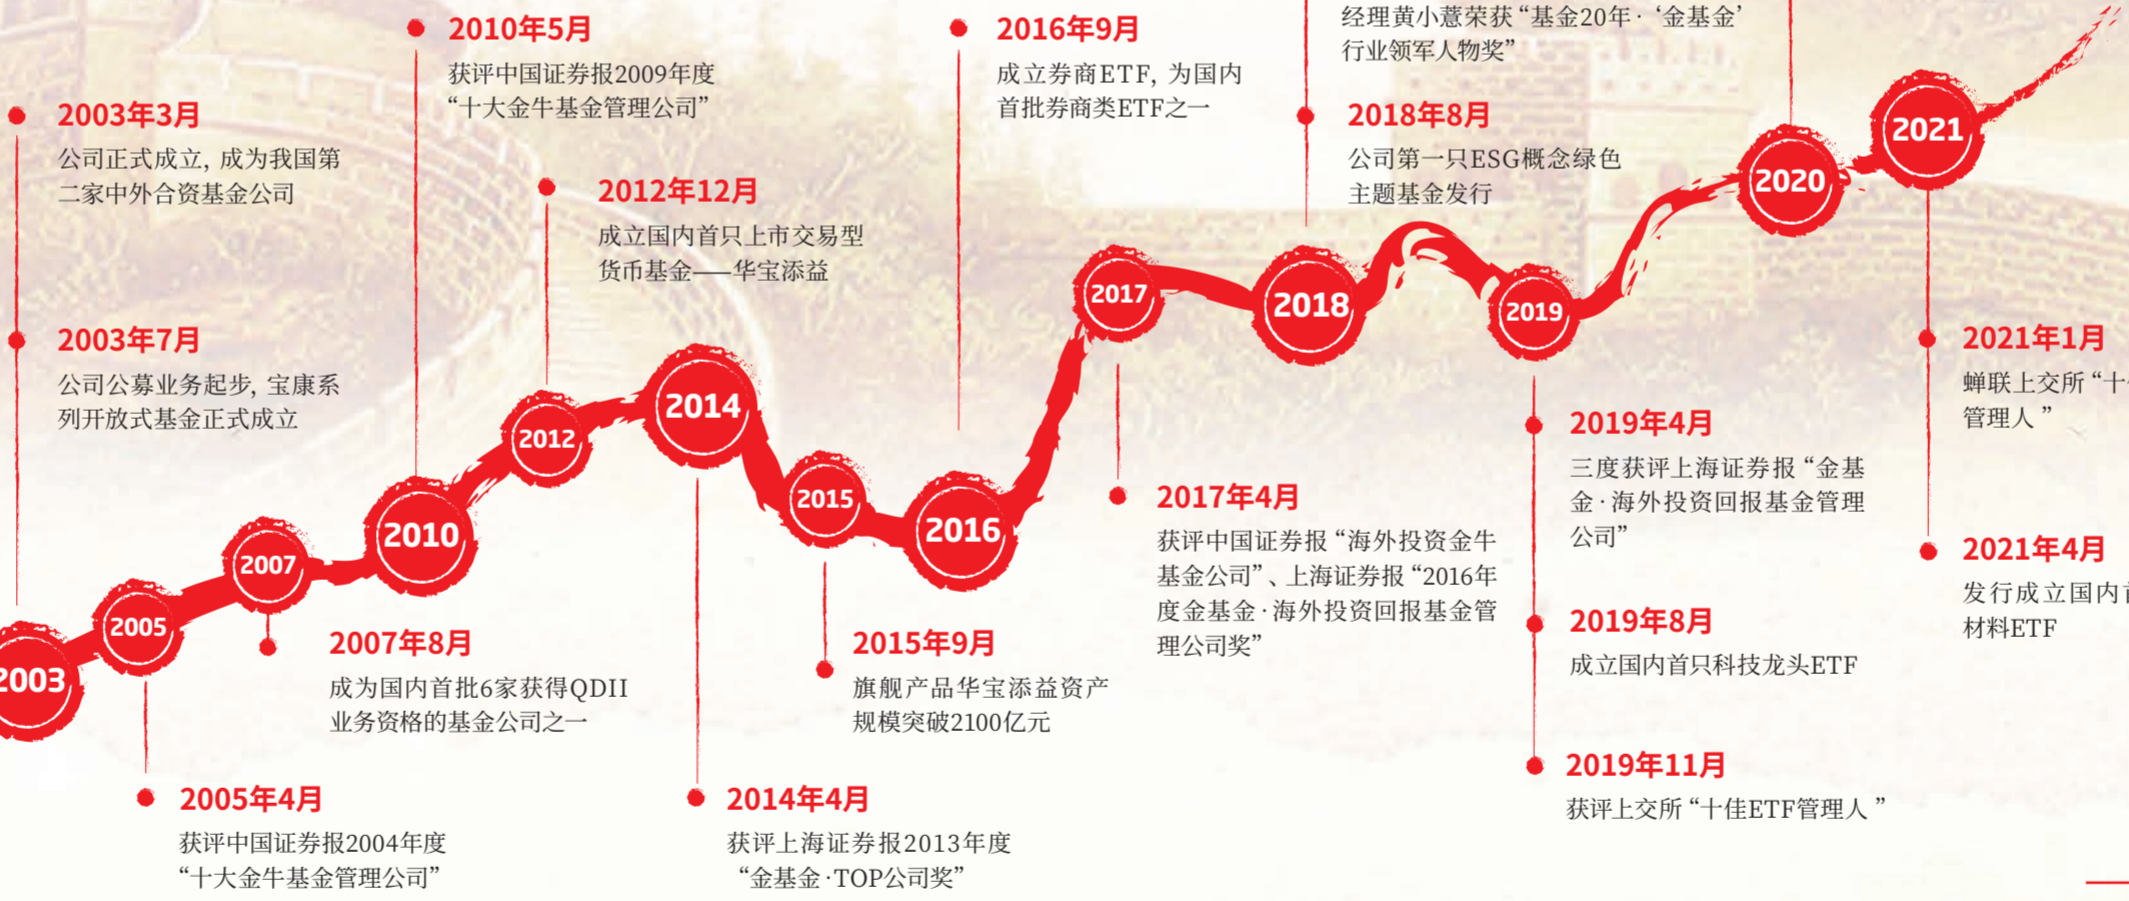 2003年3月
公司正式成立, 成为我国第
二家中外合资基金公司
2003年7月
公司公募业务起步, 宝康系
列开放式基金正式成立
2003
2005
2005年4月
获评中国证券报2004年度
“十大金牛基金管理公司”
2007
2007年8月
成为国内首批6家获得QDII
业务资格的基金公司之一
2010年5月
获评中国证券报2009年度
“十大金牛基金管理公司”
2010
2012年12月
成立国内首只上市交易型
货币基金——华宝添益
2012
2014
2014年4月
获评上海证券报2013年度
“金基金·TOP公司奖”
2015
2015年9月
旗舰产品华宝添益资产
规模突破2100亿元
2016年9月
成立券商ETF, 为国内
首批券商类ETF之一
2016
2017
2017年4月
获评中国证券报 “海外投资金牛
基金公司” 、上海证券报 “2016年
度金基金·海外投资回报基金管
理公司奖”
经理黄小薏荣获 “基金20年· ‘金基金’
行业领军人物奖”
2018年8月
公司第一只ESG概念绿色
主题基金发行
2018
2019
2019年4月
三度获评上海证券报 “金基
金·海外投资回报基金管理
公司”
2019年8月
成立国内首只科技龙头ETF
2019年11月
获评上交所 “十佳ETF管理人 ”
2020
2021
2021年1月
蝉联上交所 “十
管理人 ”
2021年4月
发行成立国内
材料ETF